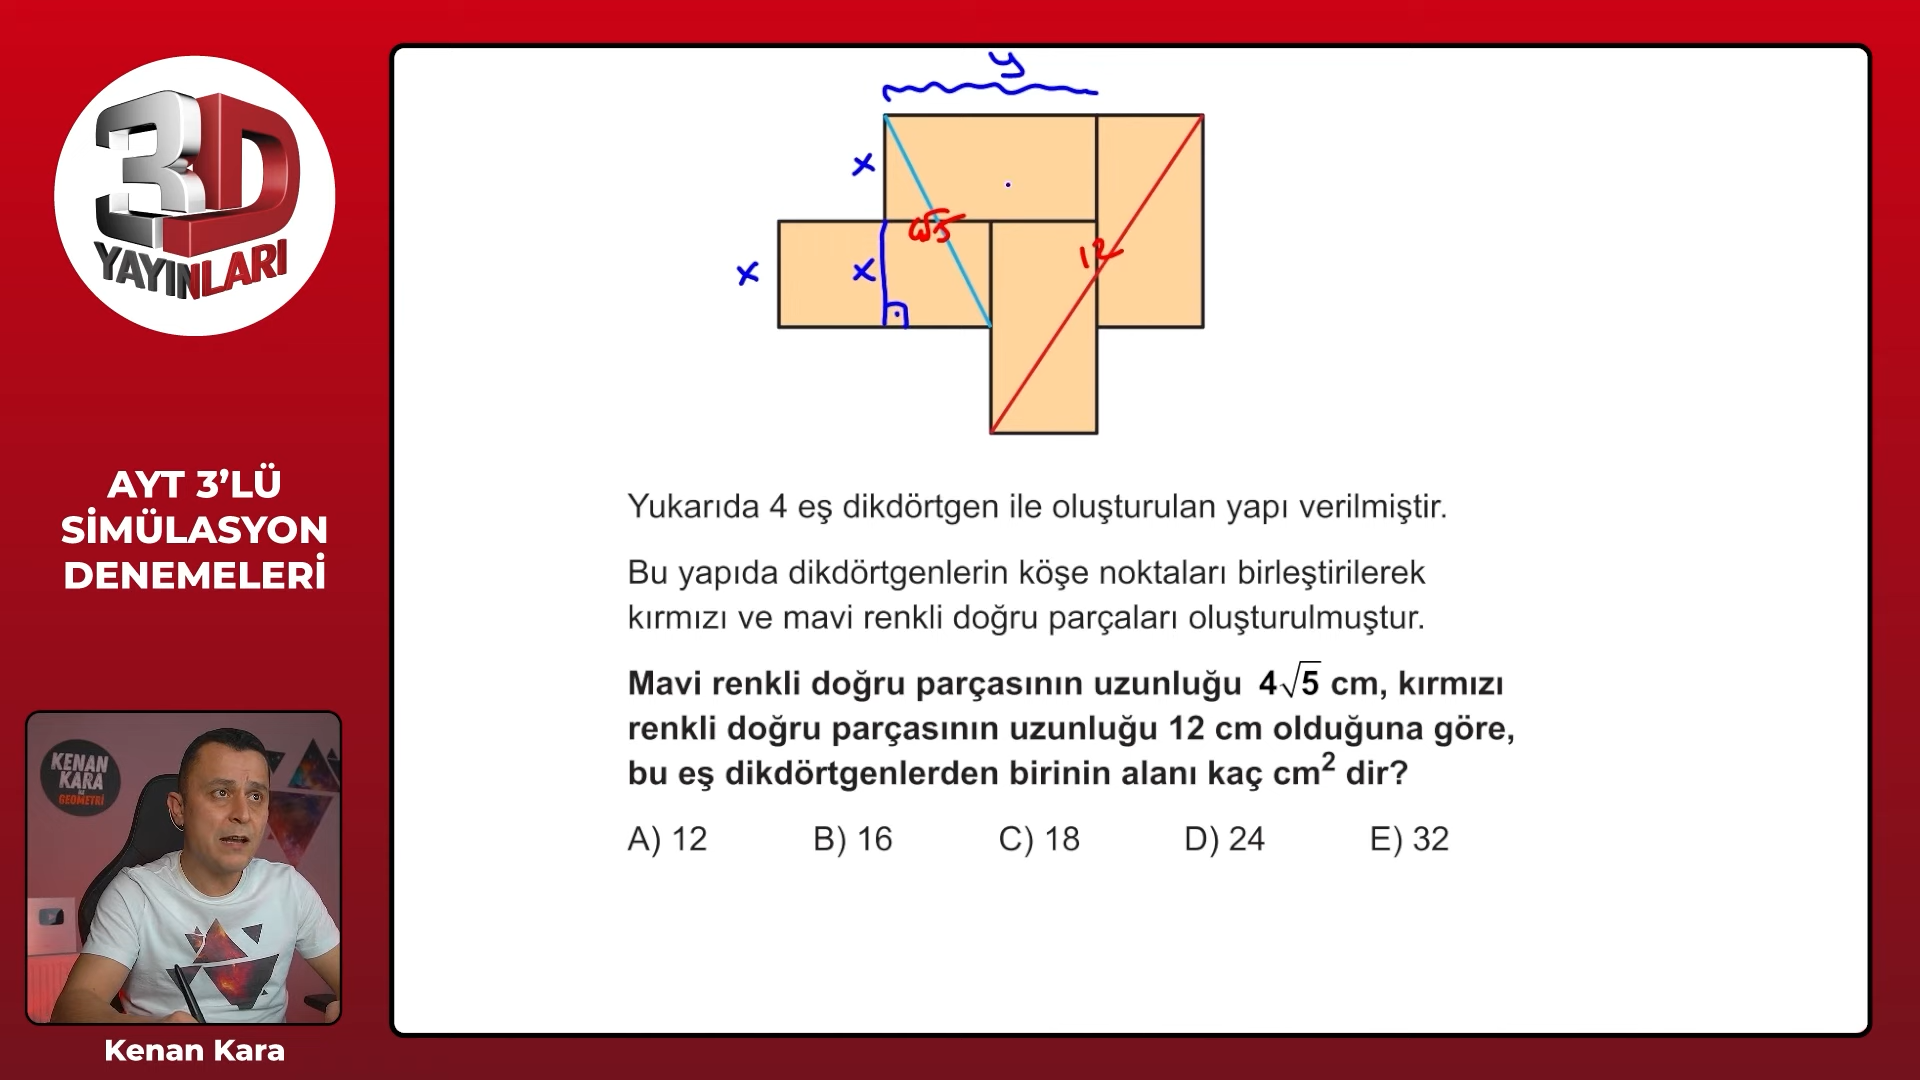 3D
YAYINLARI
AYT 3'LÜ
SİMÜLASYON
DENEMELERİ
KENAN
KARA
ile
GEOMETRİ
Kenan Kara
y
x
x
x
4√5
12
Yukarıda 4 eş dikdörtgen ile oluşturulan yapı verilmiştir.
Bu yapıda dikdörtgenlerin köşe noktaları birleştirilerek
kırmızı ve mavi renkli doğru parçaları oluşturulmuştur.
Mavi renkli doğru parçasının uzunluğu 4√5 cm, kırmızı
renkli doğru parçasının uzunluğu 12 cm olduğuna göre,
bu eş dikdörtgenlerden birinin alanı kaç cm² dir?
A) 12 B) 16 C) 18 D) 24 E) 32